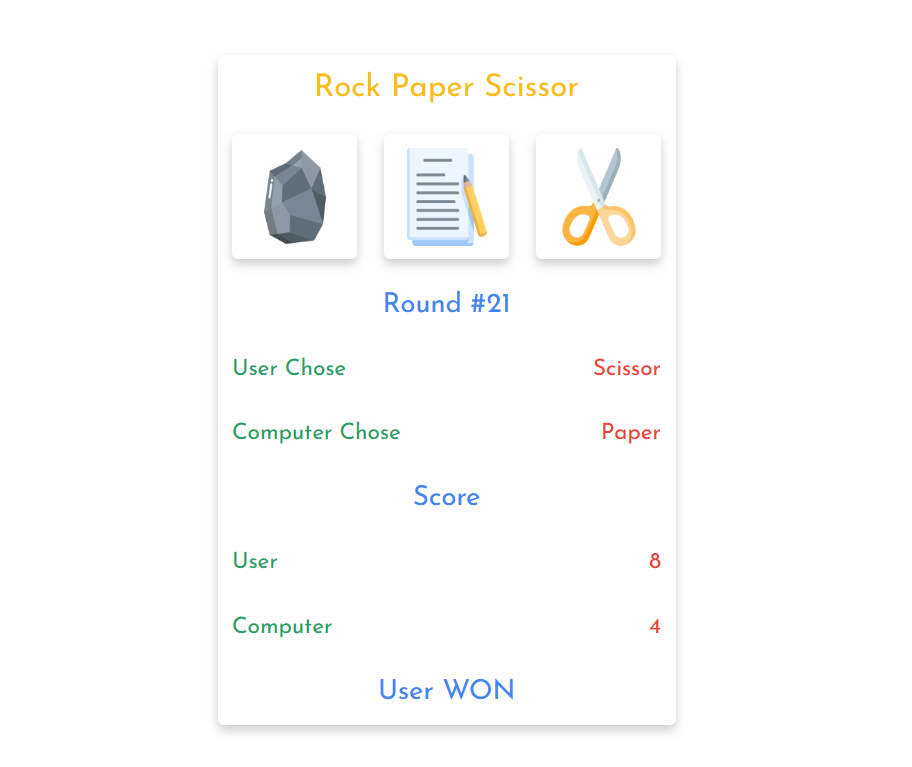 Rock Paper Scissor
Round #21
User Chose Scissor
Computer Chose Paper
Score
User 8
Computer 4
User WON